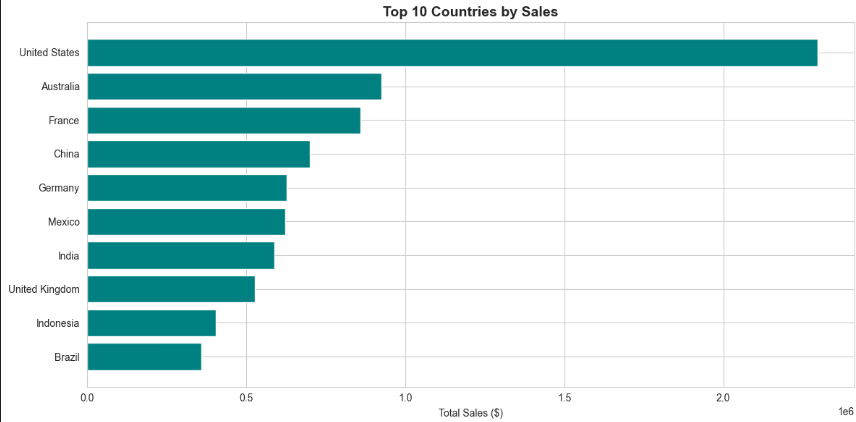 Top 10 Countries by Sales
United States
Australia
France
China
Germany
Mexico
India
United Kingdom
Indonesia
Brazil
0.0 0.5 1.0 1.5 2.0
1e6
Total Sales ($)